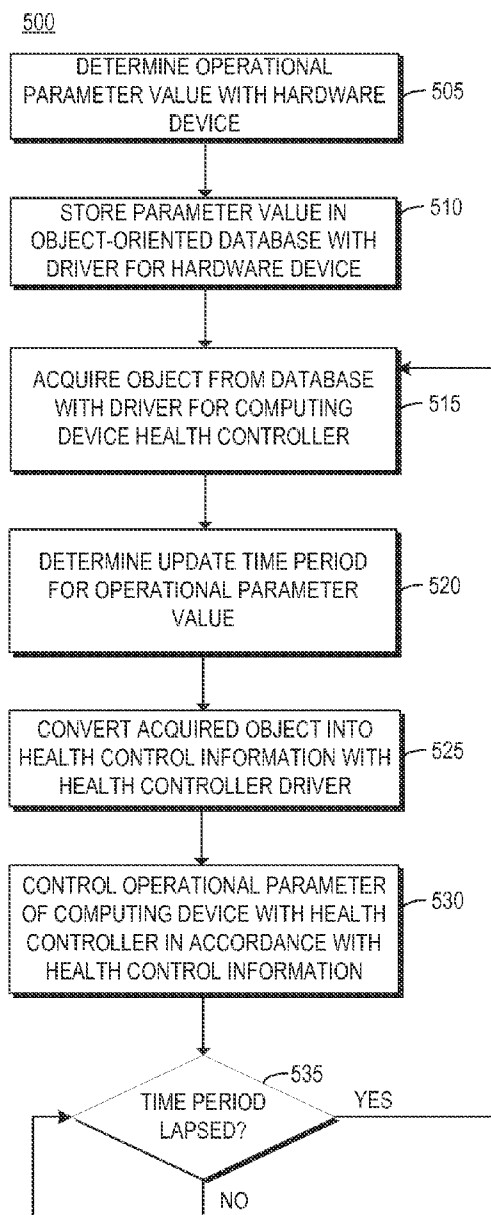 500
DETERMINE OPERATIONAL
PARAMETER VALUE WITH HARDWARE
DEVICE
505
STORE PARAMETER VALUE IN
OBJECT-ORIENTED DATABASE WITH
DRIVER FOR HARDWARE DEVICE
510
ACQUIRE OBJECT FROM DATABASE
WITH DRIVER FOR COMPUTING
DEVICE HEALTH CONTROLLER
515
DETERMINE UPDATE TIME PERIOD
FOR OPERATIONAL PARAMETER
VALUE
520
CONVERT ACQUIRED OBJECT INTO
HEALTH CONTROL INFORMATION WITH
HEALTH CONTROLLER DRIVER
525
CONTROL OPERATIONAL PARAMETER
OF COMPUTING DEVICE WITH HEALTH
CONTROLLER IN ACCORDANCE WITH
HEALTH CONTROL INFORMATION
530
535
TIME PERIOD
LAPSED?
YES
NO